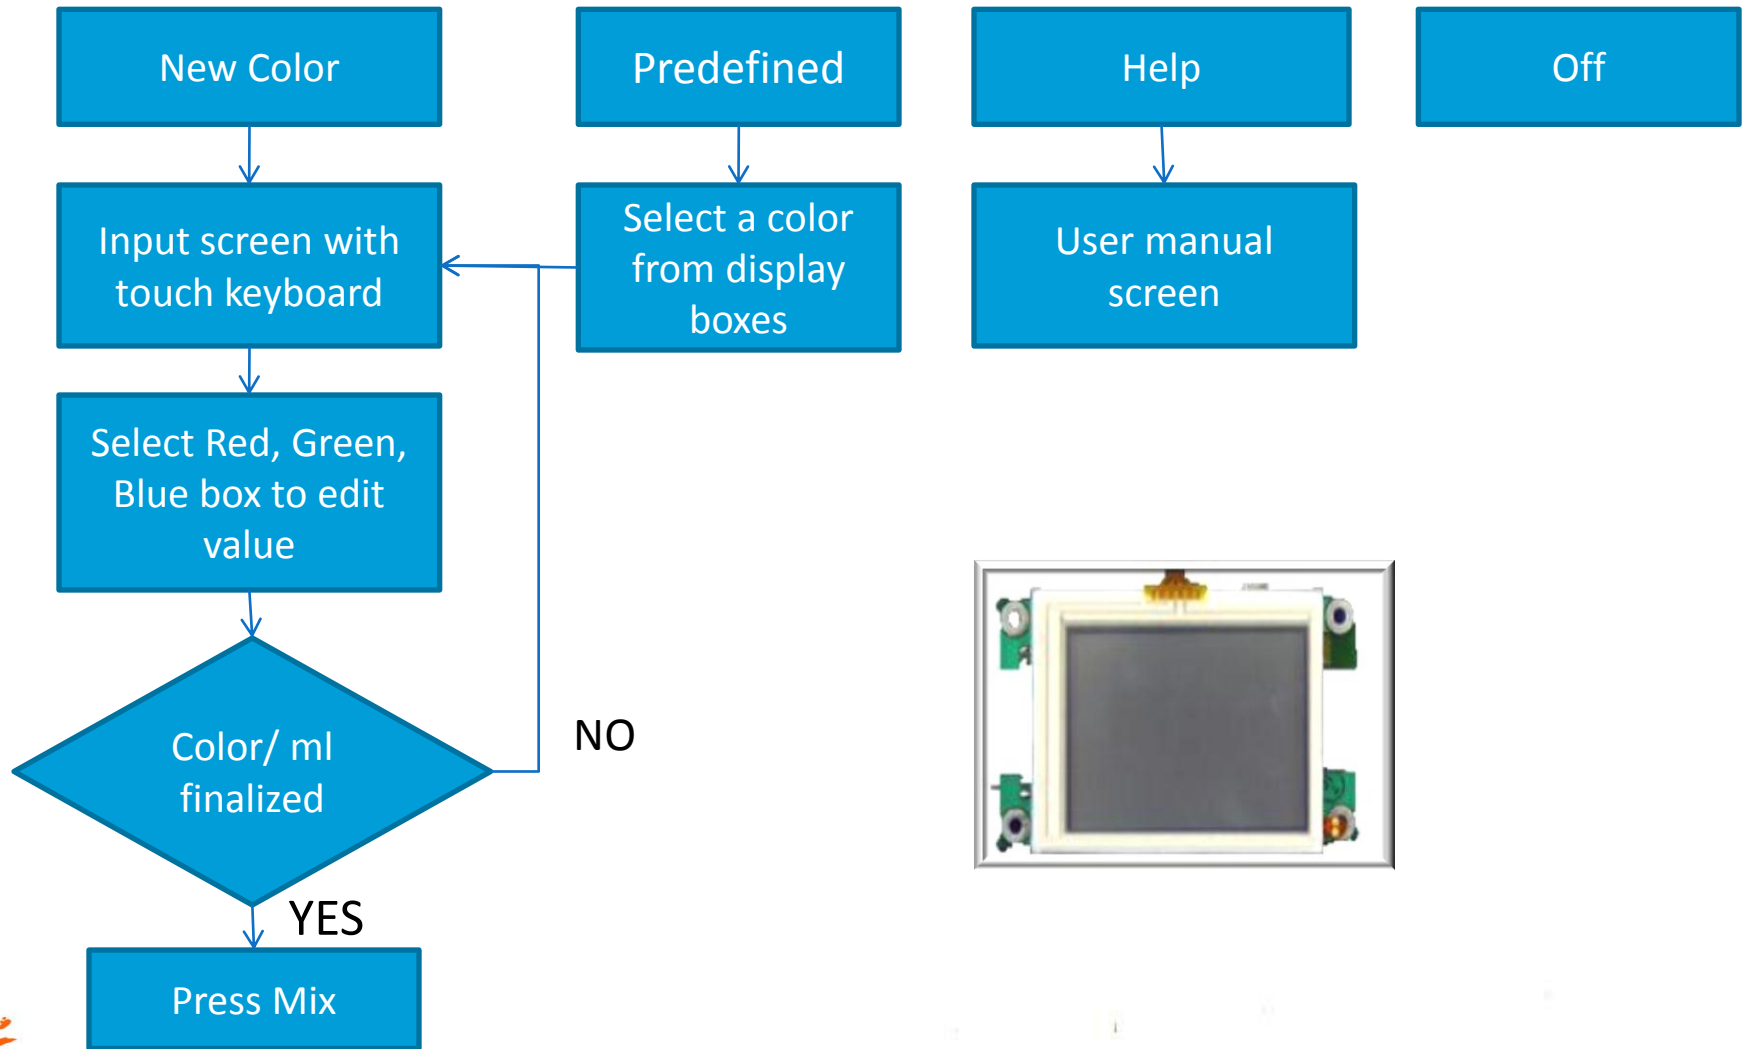 New Color
Predefined
Help
Off
Input screen with
touch keyboard
Select a color
from display
boxes
User manual
screen
Select Red, Green,
Blue box to edit
value
Color/ ml
finalized
NO
YES
Press Mix